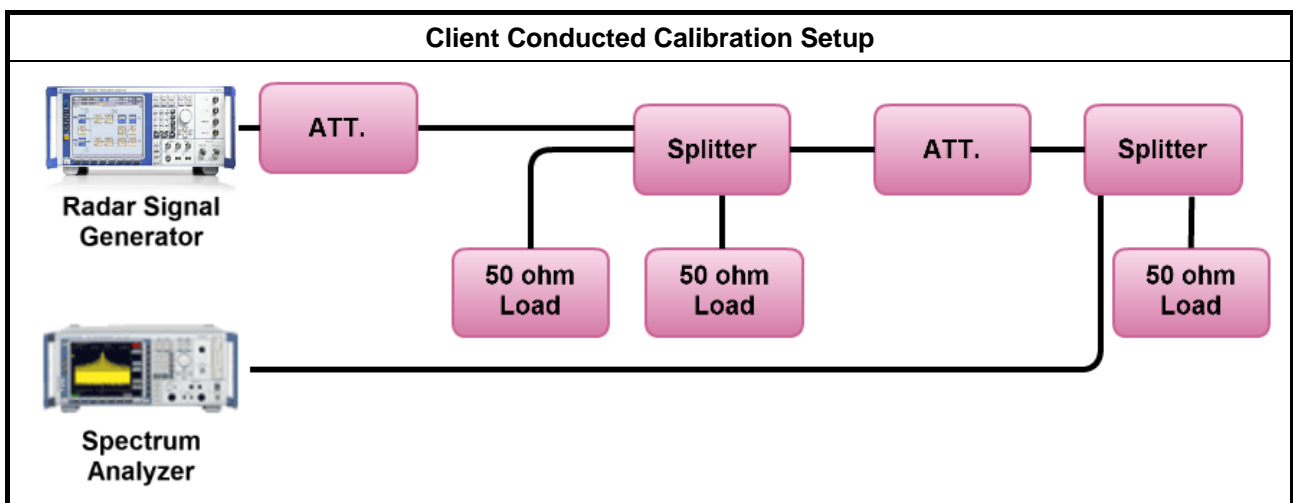 Client Conducted Calibration Setup
ATT.
Splitter
ATT.
Splitter
Radar Signal
Generator
50 ohm
Load
50 ohm
Load
50 ohm
Load
Spectrum
Analyzer